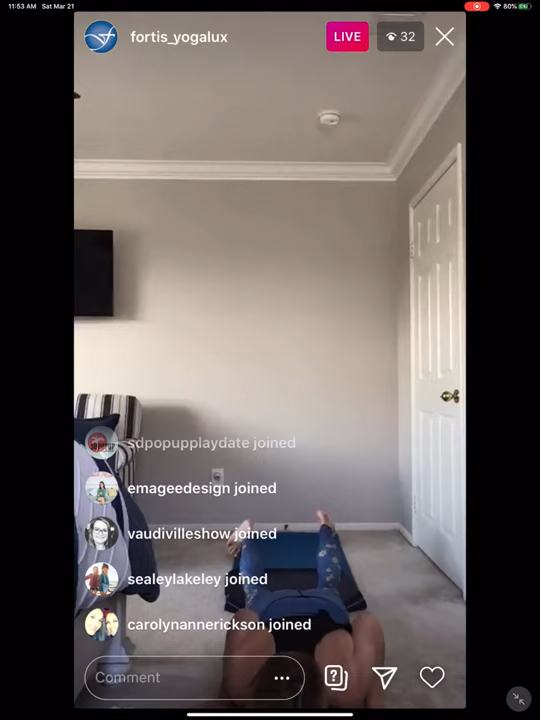 11:53 AM Sat Mar 21
80%
fortis_yogalux
LIVE
32
sdpopupplaydate joined
emageedesign joined
vaudivilleshow joined
sealeylakeley joined
carolynannerickson joined
Comment